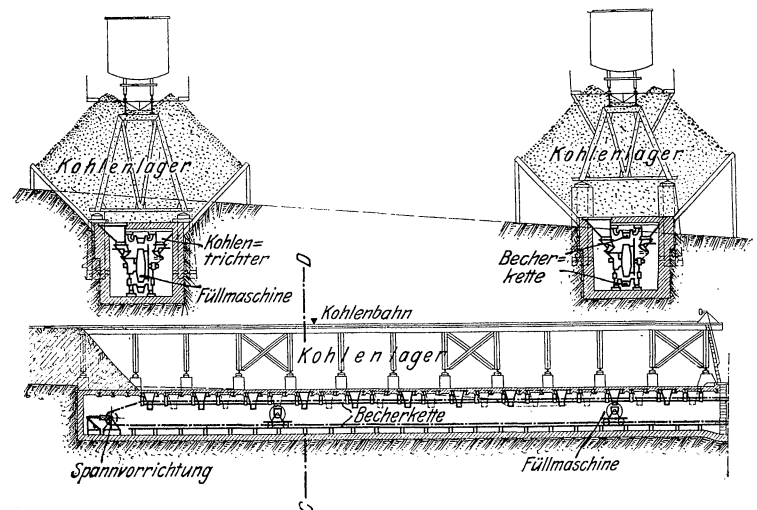 Kohlenlager
Kohlenlager
Kohlen=
trichter
Füllmaschine
Becher=
kette
D
Kohlenbahn
Kohlenlager
Becherkette
Spannvorrichtung
Füllmaschine